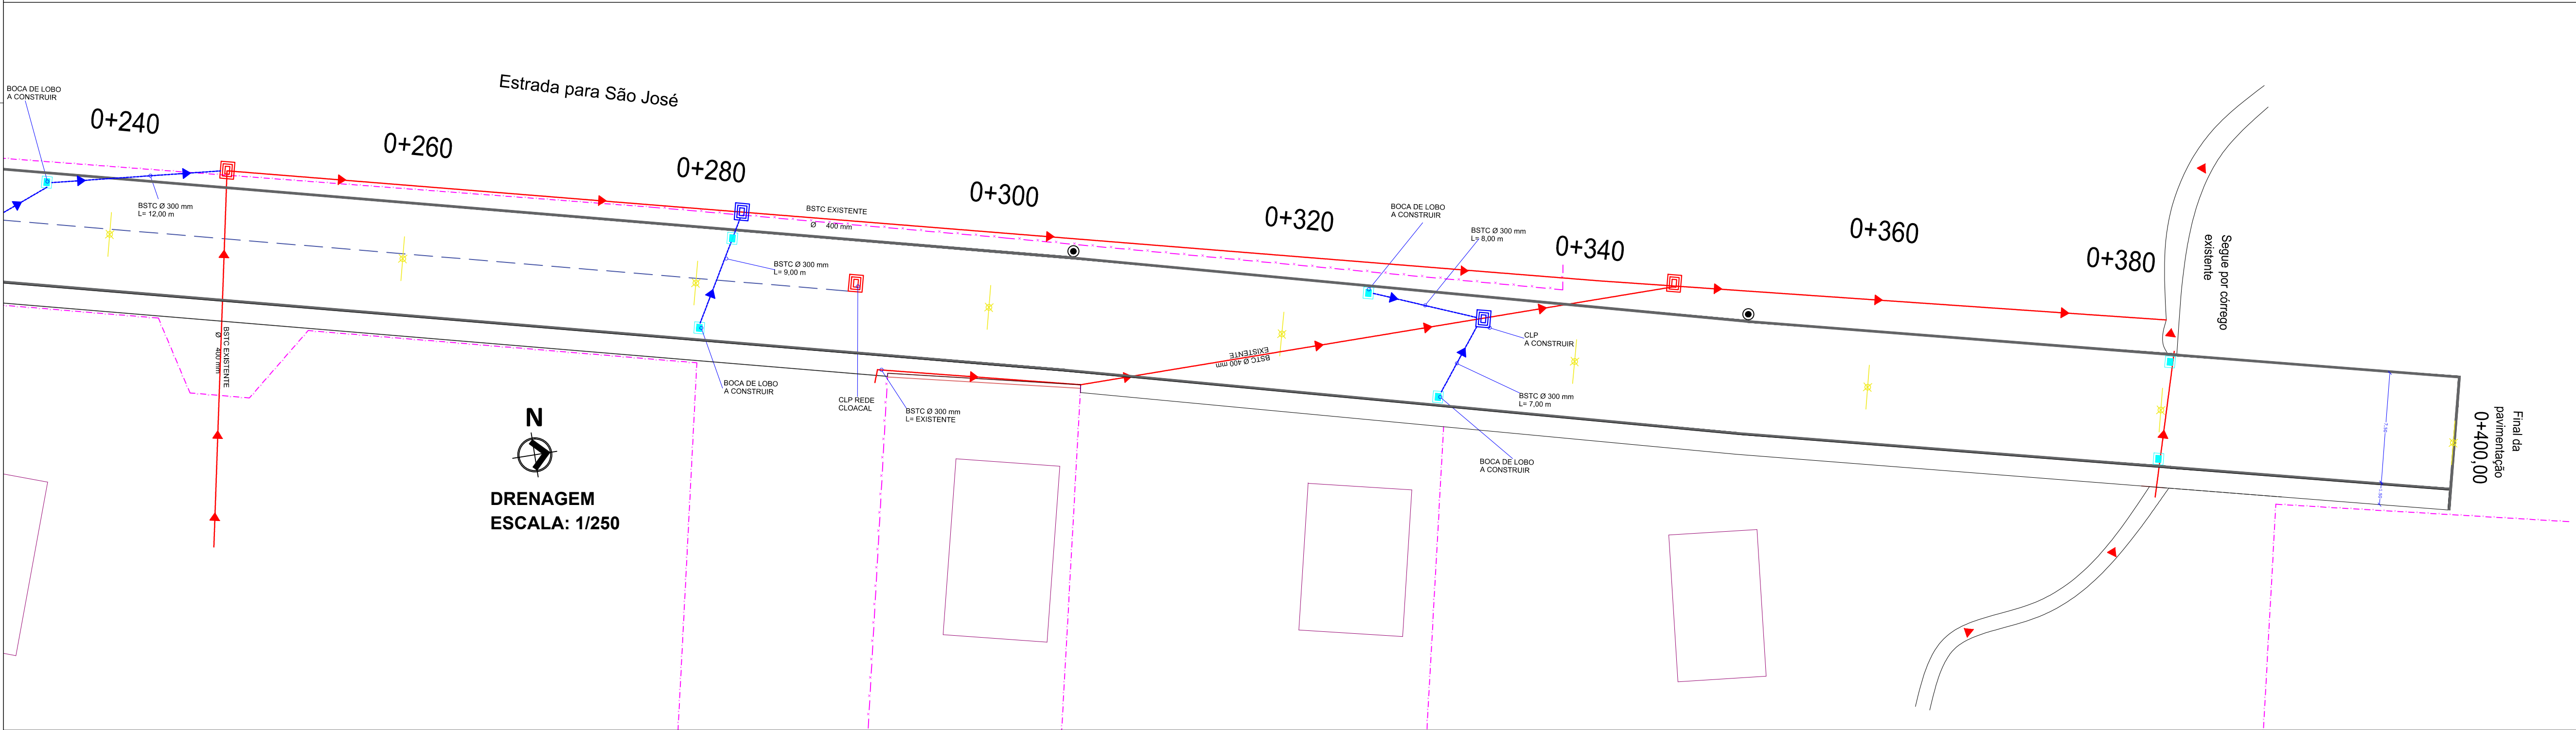 Estrada para São José
BOCA DE LOBO
A CONSTRUIR
0+240
0+260
0+280
0+300
0+320
0+340
0+360
0+380
BSTC Ø 300 mm
L= 12,00 m
BSTC EXISTENTE
Ø 400 mm
BSTC EXISTENTE
Ø 400 mm
BSTC Ø 300 mm
L= 9,00 m
BOCA DE LOBO
A CONSTRUIR
CLP REDE
CLOACAL
BSTC Ø 300 mm
L= EXISTENTE
BSTC Ø 400 mm
EXISTENTE
BOCA DE LOBO
A CONSTRUIR
BSTC Ø 300 mm
L= 8,00 m
CLP
A CONSTRUIR
BSTC Ø 300 mm
L= 7,00 m
BOCA DE LOBO
A CONSTRUIR
Segue por córrego
existente
Final da
pavimentação
0+400,00
N
DRENAGEM
ESCALA: 1/250